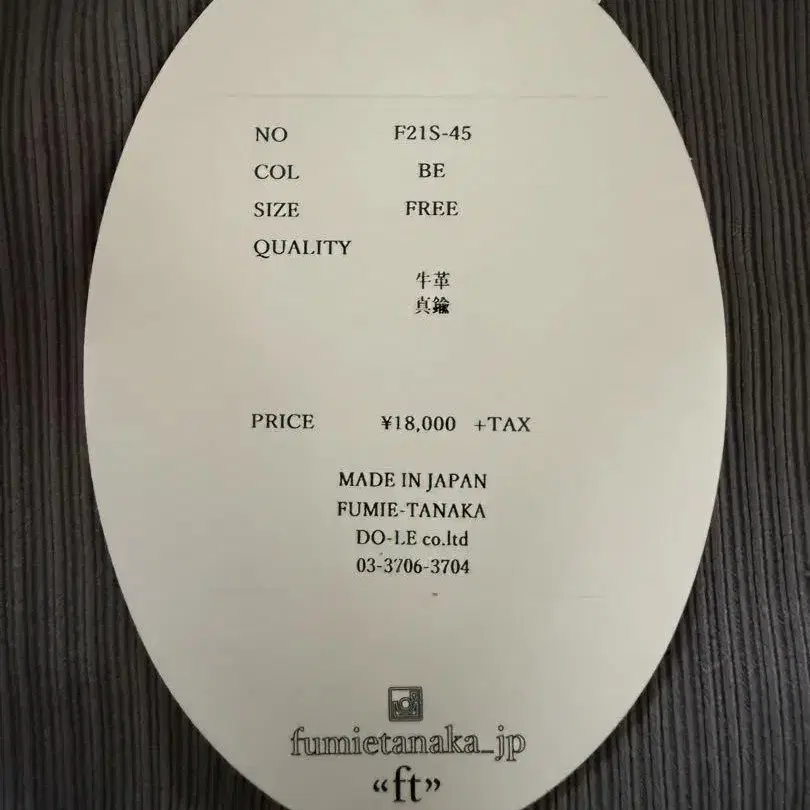 NO F21S-45
COL BE
SIZE FREE
QUALITY
牛革
真鍮
PRICE ¥18,000 +TAX
MADE IN JAPAN
FUMIE-TANAKA
DO-LE co.ltd
03-3706-3704
fumietanaka_jp
“ft”